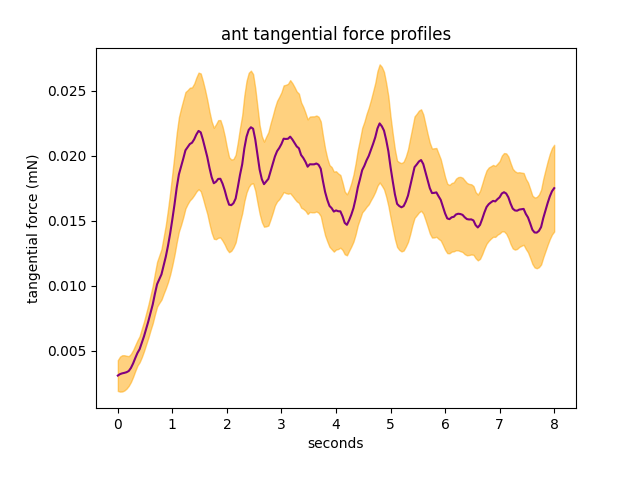 ant tangential force profiles
tangential force (mN)
0.025
0.020
0.015
0.010
0.005
0 1 2 3 4 5 6 7 8
seconds